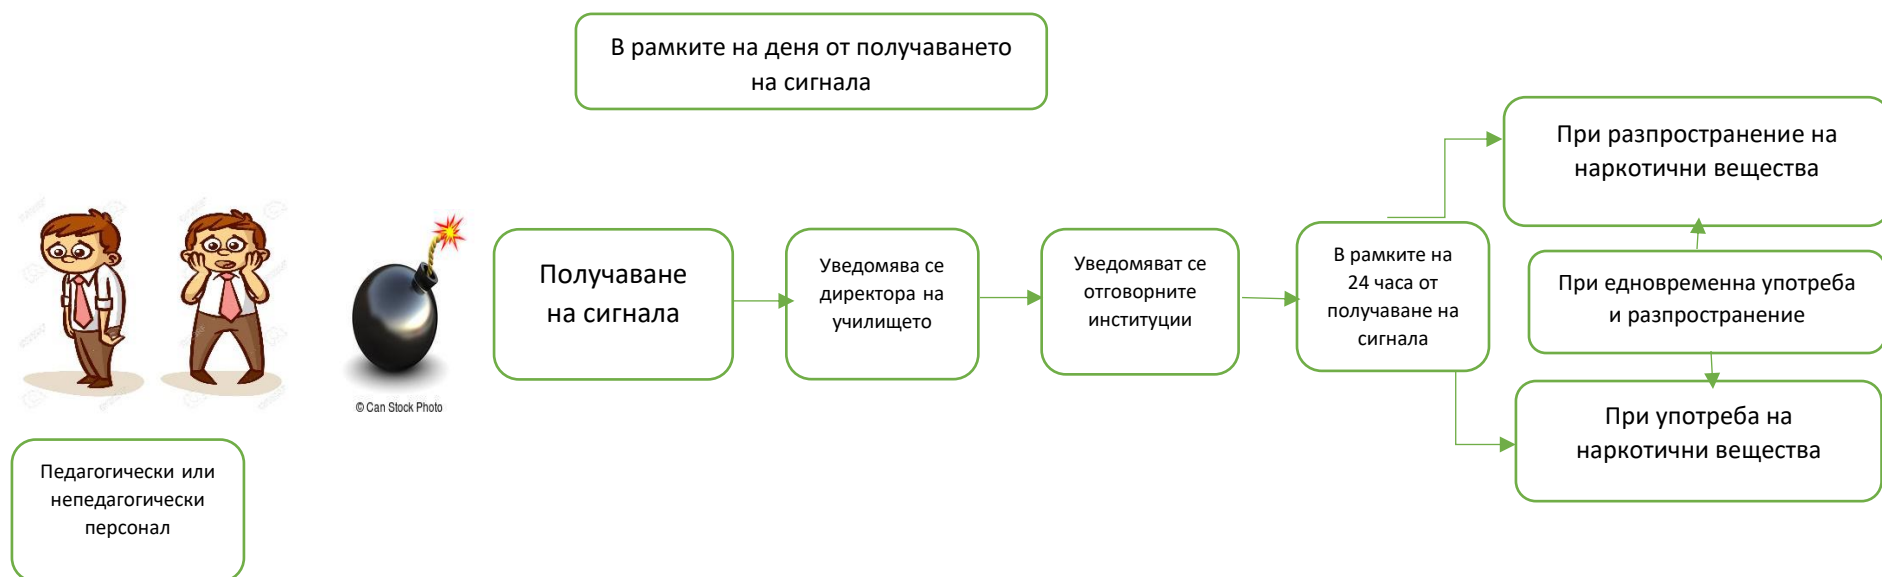 В рамките на деня от получаването
на сигнала
При разпространение на
наркотични вещества
Получаване
на сигнала
Уведомява се
директора на
училището
Уведомяват се
отговорните
институции
В рамките на
24 часа от
получаване на
сигнала
При едновременна употреба
и разпространение
При употреба на
наркотични вещества
© Can Stock Photo
Педагогически или
непедагогически
персонал